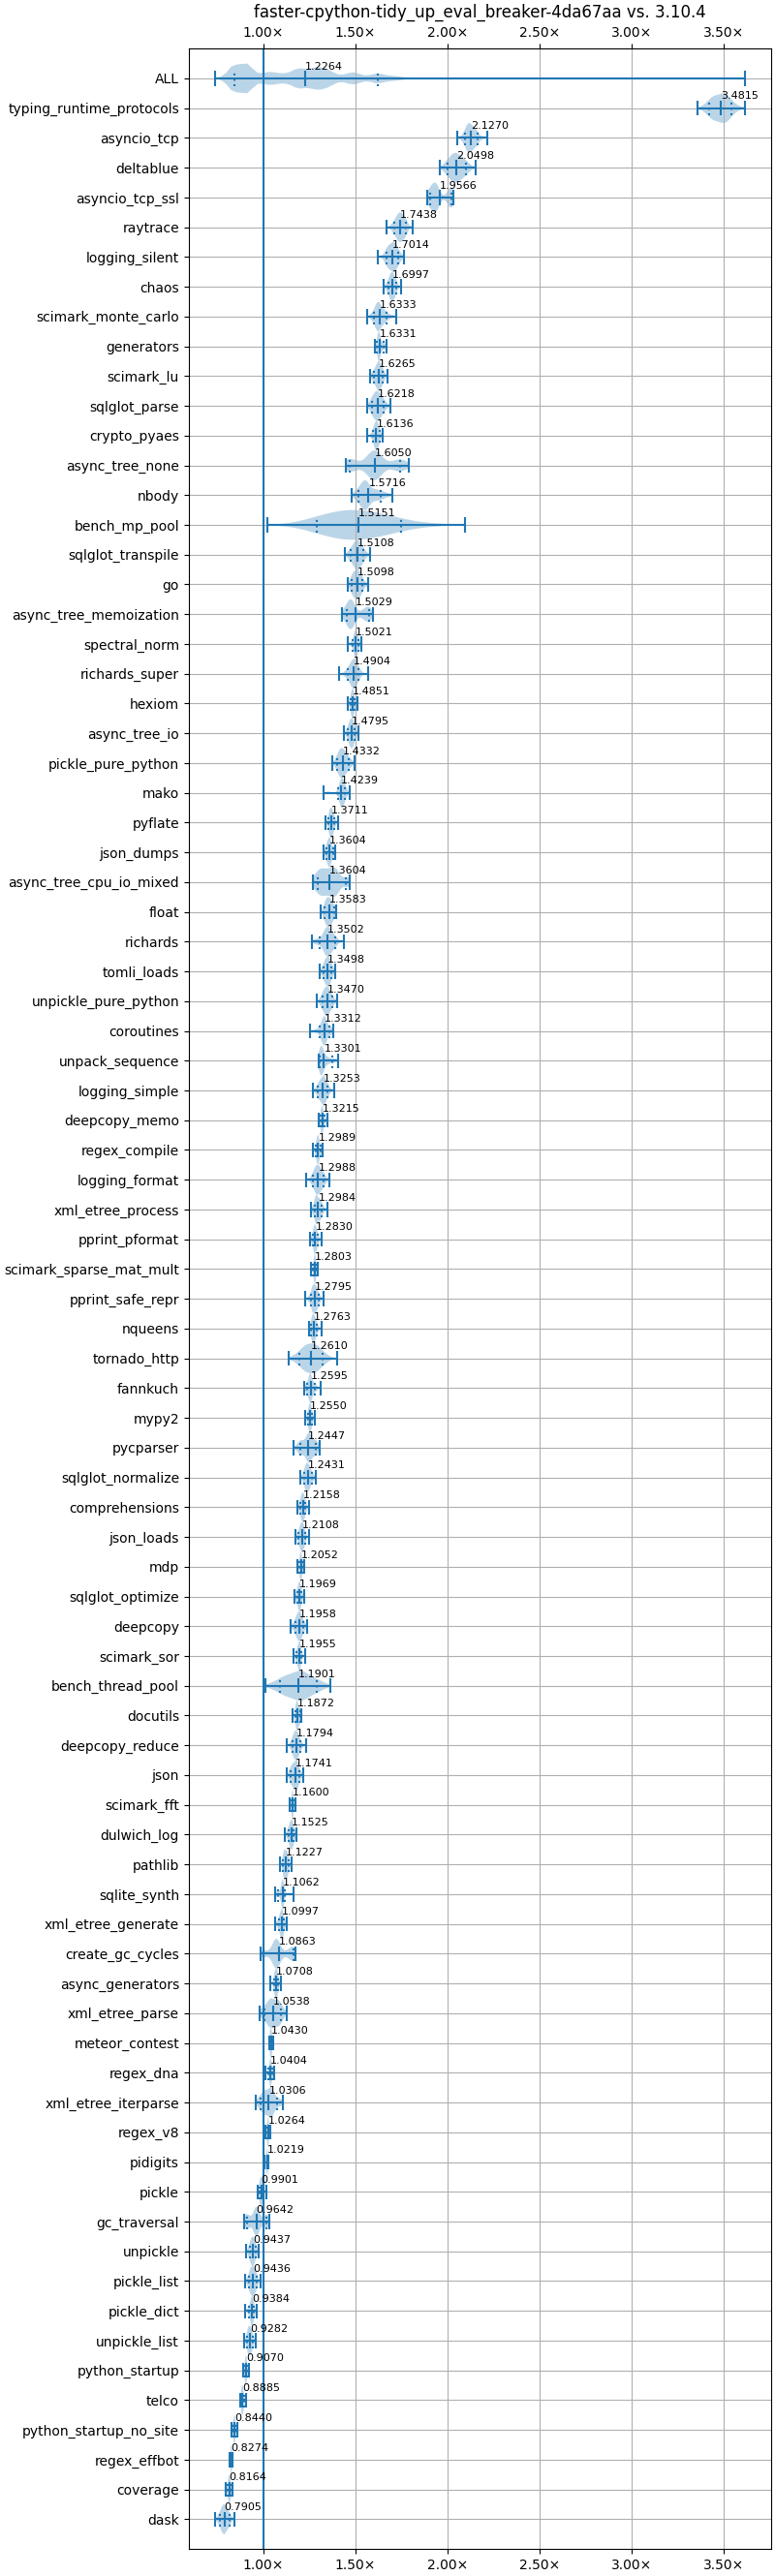 faster-cpython-tidy_up_eval_breaker-4da67aa vs. 3.10.4
1.00× 1.50× 2.00× 2.50× 3.00× 3.50×
ALL 1.2264
typing_runtime_protocols 3.4815
asyncio_tcp 2.1270
deltablue 2.0498
asyncio_tcp_ssl 1.9566
raytrace 1.7438
logging_silent 1.7014
chaos 1.6997
scimark_monte_carlo 1.6333
generators 1.6331
scimark_lu 1.6265
sqlglot_parse 1.6218
crypto_pyaes 1.6136
async_tree_none 1.6050
nbody 1.5716
bench_mp_pool 1.5151
sqlglot_transpile 1.5108
go 1.5098
async_tree_memoization 1.5029
spectral_norm 1.5021
richards_super 1.4904
hexiom 1.4851
async_tree_io 1.4795
pickle_pure_python 1.4332
mako 1.4239
pyflate 1.3711
json_dumps 1.3604
async_tree_cpu_io_mixed 1.3604
float 1.3583
richards 1.3502
tomli_loads 1.3498
unpickle_pure_python 1.3470
coroutines 1.3312
unpack_sequence 1.3301
logging_simple 1.3253
deepcopy_memo 1.3215
regex_compile 1.2989
logging_format 1.2988
xml_etree_process 1.2984
pprint_pformat 1.2830
scimark_sparse_mat_mult 1.2803
pprint_safe_repr 1.2795
nqueens 1.2763
tornado_http 1.2610
fannkuch 1.2595
mypy2 1.2550
pycparser 1.2447
sqlglot_normalize 1.2431
comprehensions 1.2158
json_loads 1.2108
mdp 1.2052
sqlglot_optimize 1.1969
deepcopy 1.1958
scimark_sor 1.1955
bench_thread_pool 1.1901
docutils 1.1872
deepcopy_reduce 1.1794
json 1.1741
scimark_fft 1.1600
dulwich_log 1.1525
pathlib 1.1227
sqlite_synth 1.1062
xml_etree_generate 1.0997
create_gc_cycles 1.0863
async_generators 1.0708
xml_etree_parse 1.0538
meteor_contest 1.0430
regex_dna 1.0404
xml_etree_iterparse 1.0306
regex_v8 1.0264
pidigits 1.0219
pickle 0.9901
gc_traversal 0.9642
unpickle 0.9437
pickle_list 0.9436
pickle_dict 0.9384
unpickle_list 0.9282
python_startup 0.9070
telco 0.8885
python_startup_no_site 0.8440
regex_effbot 0.8274
coverage 0.8164
dask 0.7905
1.00× 1.50× 2.00× 2.50× 3.00× 3.50×